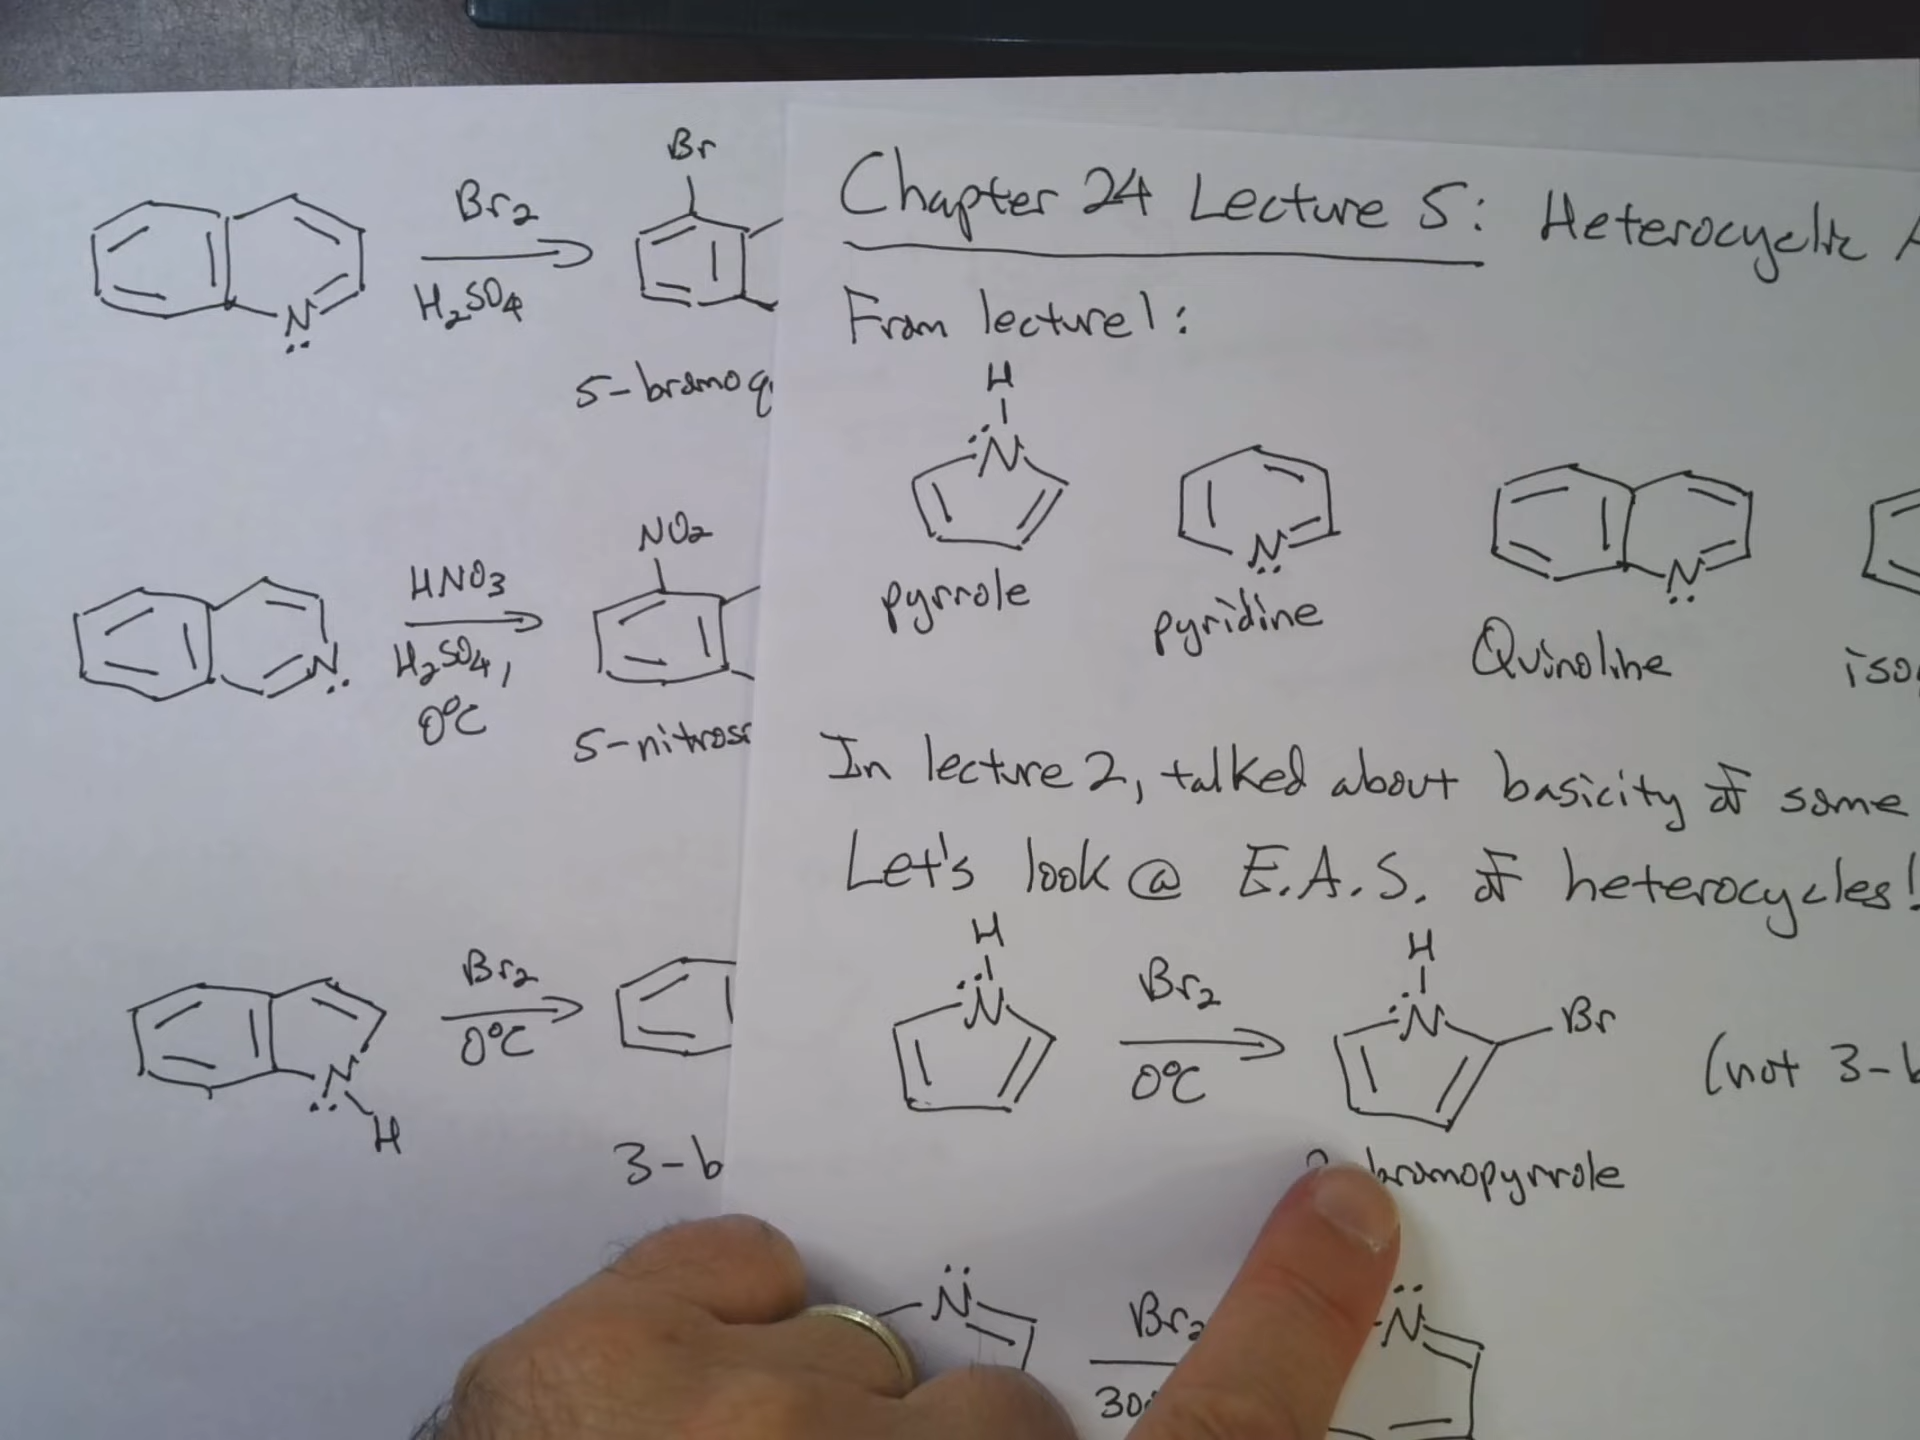 Br
Br2
H2SO4
N
5-bromoq
NO2
HNO3
H2SO4,
0°C
N
5-nitroso
Br2
0°C
N
H
3-b
Chapter 24 Lecture 5: Heterocyclic A
From lecture 1:
H
N
N
N
pyrrole
pyridine
Quinoline
iso
In lecture 2, talked about basicity of some
Let's look @ E.A.S. of heterocycles!
H
N
Br2
0°C
H
N
Br
(not 3-b
bromopyrrole
N
Br2
30
N